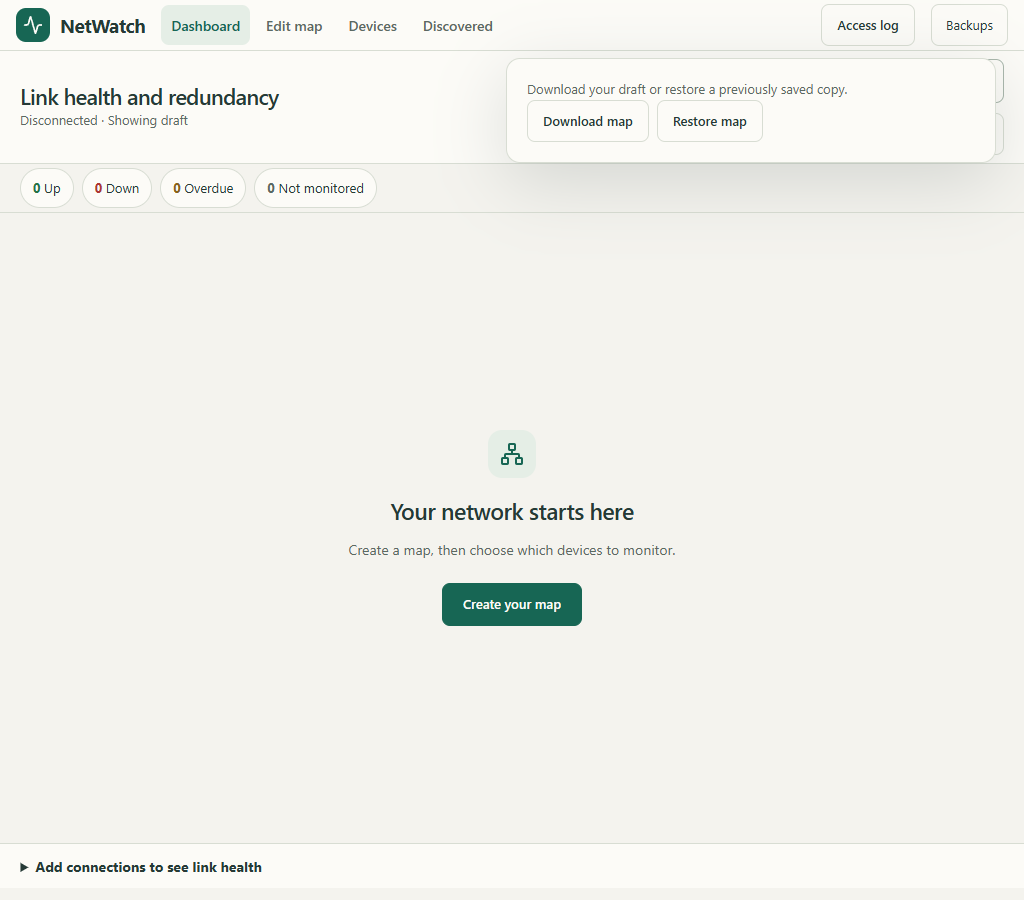 NetWatch
Dashboard
Edit map
Devices
Discovered
Access log
Backups
Link health and redundancy
Disconnected · Showing draft
Download your draft or restore a previously saved copy.
Download map
Restore map
0 Up
0 Down
0 Overdue
0 Not monitored
Your network starts here
Create a map, then choose which devices to monitor.
Create your map
Add connections to see link health